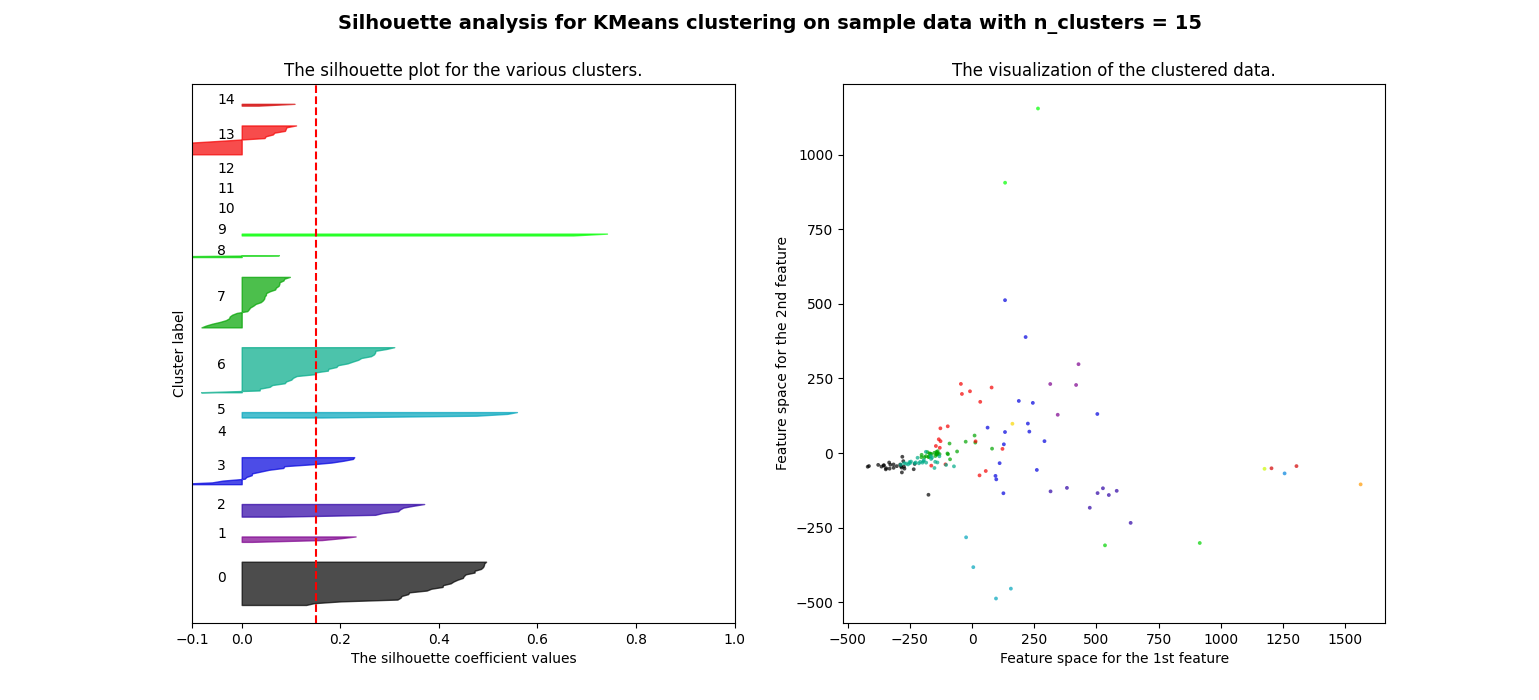 Silhouette analysis for KMeans clustering on sample data with n_clusters = 15
The silhouette plot for the various clusters.
14
13
12
11
10
9
8
7
6
5
4
3
2
1
0
Cluster label
−0.1 0.0 0.2 0.4 0.6 0.8 1.0
The silhouette coefficient values
The visualization of the clustered data.
1000
750
500
250
0
−250
−500
Feature space for the 2nd feature
−500 −250 0 250 500 750 1000 1250 1500
Feature space for the 1st feature